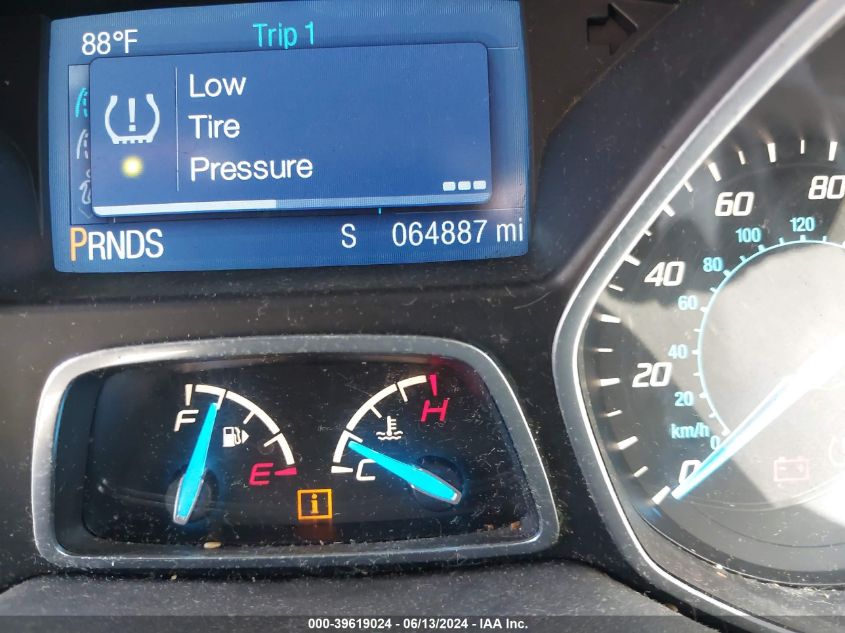 88°F Trip 1
Low
Tire
Pressure
PRNDS S 064887 mi
F E
H C
i
80
60
40
20
0
120
100
80
60
40
20
0
km/h
000-39619024 / 06/13/2024 - IAA Inc.